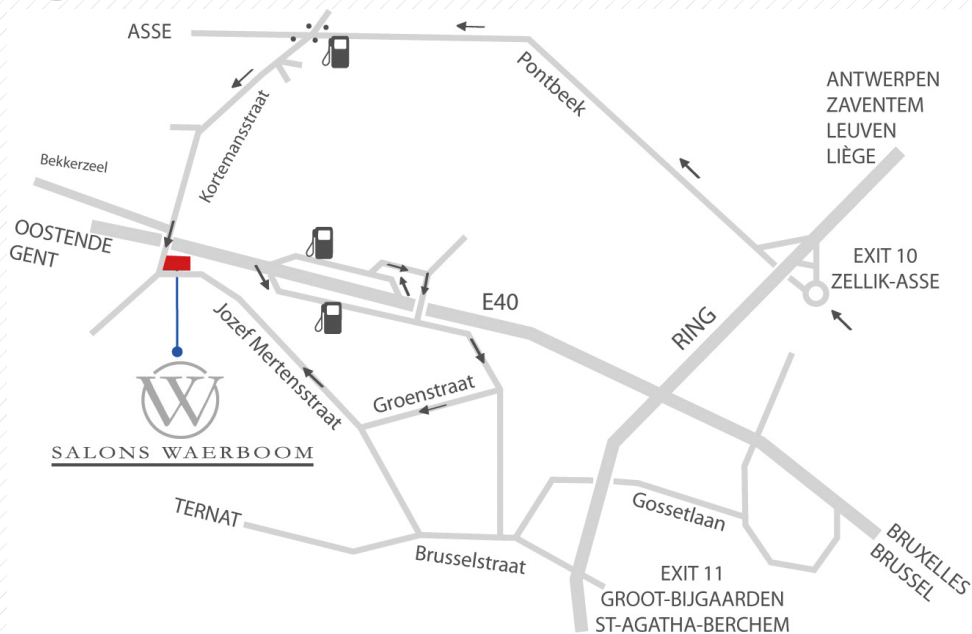 ASSE
Pontbeek
ANTWERPEN
ZAVENTEM
LEUVEN
LIÈGE
Kortemansstraat
Bekkerzeel
OOSTENDE
GENT
EXIT 10
ZELLIK-ASSE
E40
RING
Jozef Mertensstraat
Groenstraat
W
SALONS WAERBOOM
TERNAT
Gossetlaan
Brusselstraat
BRUXELLES
BRUSSEL
EXIT 11
GROOT-BIJGAARDEN
ST-AGATHA-BERCHEM